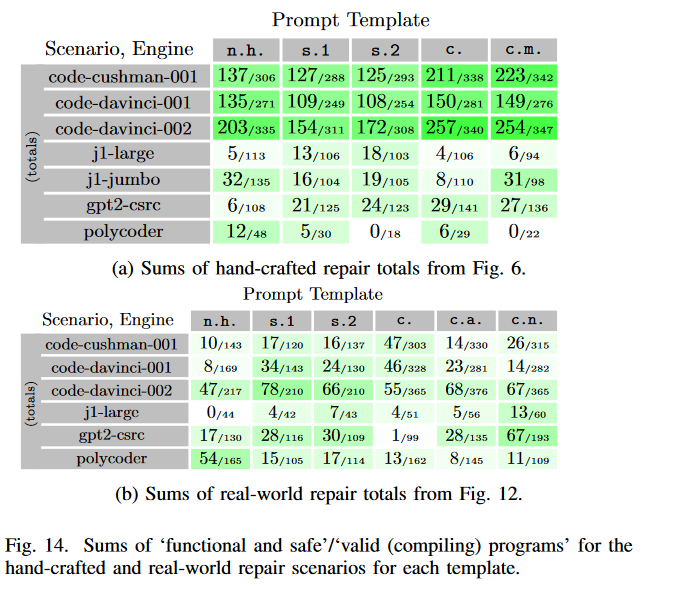 Prompt Template
Scenario, Engine n.h. s.1 s.2 c. c.m.
(totals)
code-cushman-001 137/306 127/288 125/293 211/338 223/342
code-davinci-001 135/271 109/249 108/254 150/281 149/276
code-davinci-002 203/335 154/311 172/308 257/340 254/347
j1-large 5/113 13/106 18/103 4/106 6/94
j1-jumbo 32/135 16/104 19/105 8/110 31/98
gpt2-csrc 6/108 21/125 24/123 29/141 27/136
polycoder 12/48 5/30 0/18 6/29 0/22
(a) Sums of hand-crafted repair totals from Fig. 6.
Prompt Template
Scenario, Engine n.h. s.1 s.2 c. c.a. c.n.
(totals)
code-cushman-001 10/143 17/120 16/137 47/303 14/330 26/315
code-davinci-001 8/169 34/143 24/130 46/328 23/281 14/282
code-davinci-002 47/217 78/210 66/210 55/365 68/376 67/365
j1-large 0/44 4/42 7/43 4/51 5/56 13/60
gpt2-csrc 17/130 28/116 30/109 1/99 28/135 67/193
polycoder 54/165 15/105 17/114 13/162 8/145 11/109
(b) Sums of real-world repair totals from Fig. 12.
Fig. 14. Sums of ‘functional and safe’/‘valid (compiling) programs’ for the
hand-crafted and real-world repair scenarios for each template.